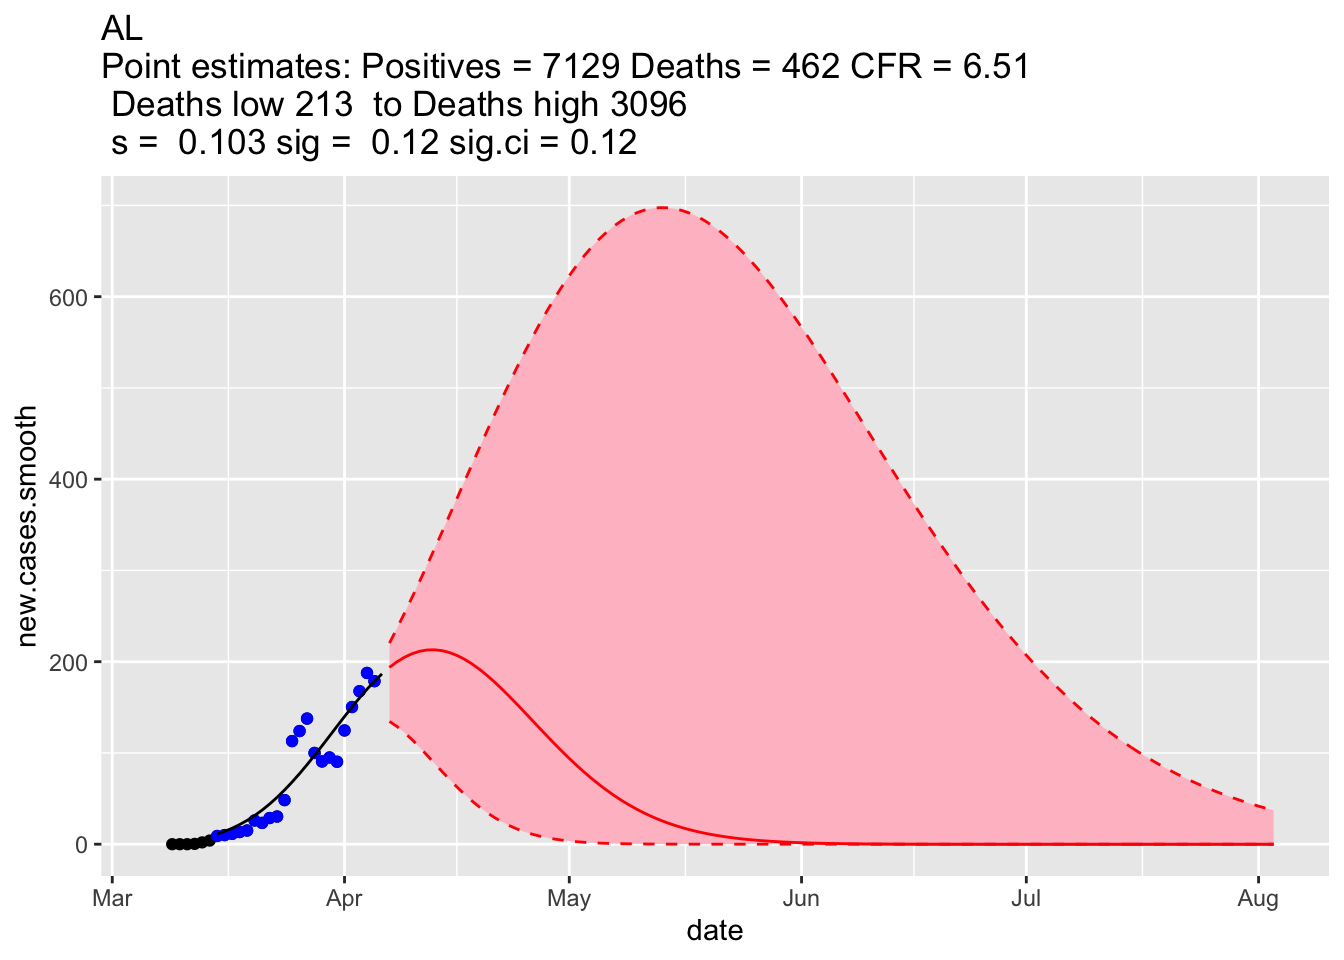 AL
Point estimates: Positives = 7129 Deaths = 462 CFR = 6.51
Deaths low 213  to Deaths high 3096
s =  0.103 sig =  0.12 sig.ci = 0.12
new.cases.smooth
600
400
200
0
Mar Apr May Jun Jul Aug
date